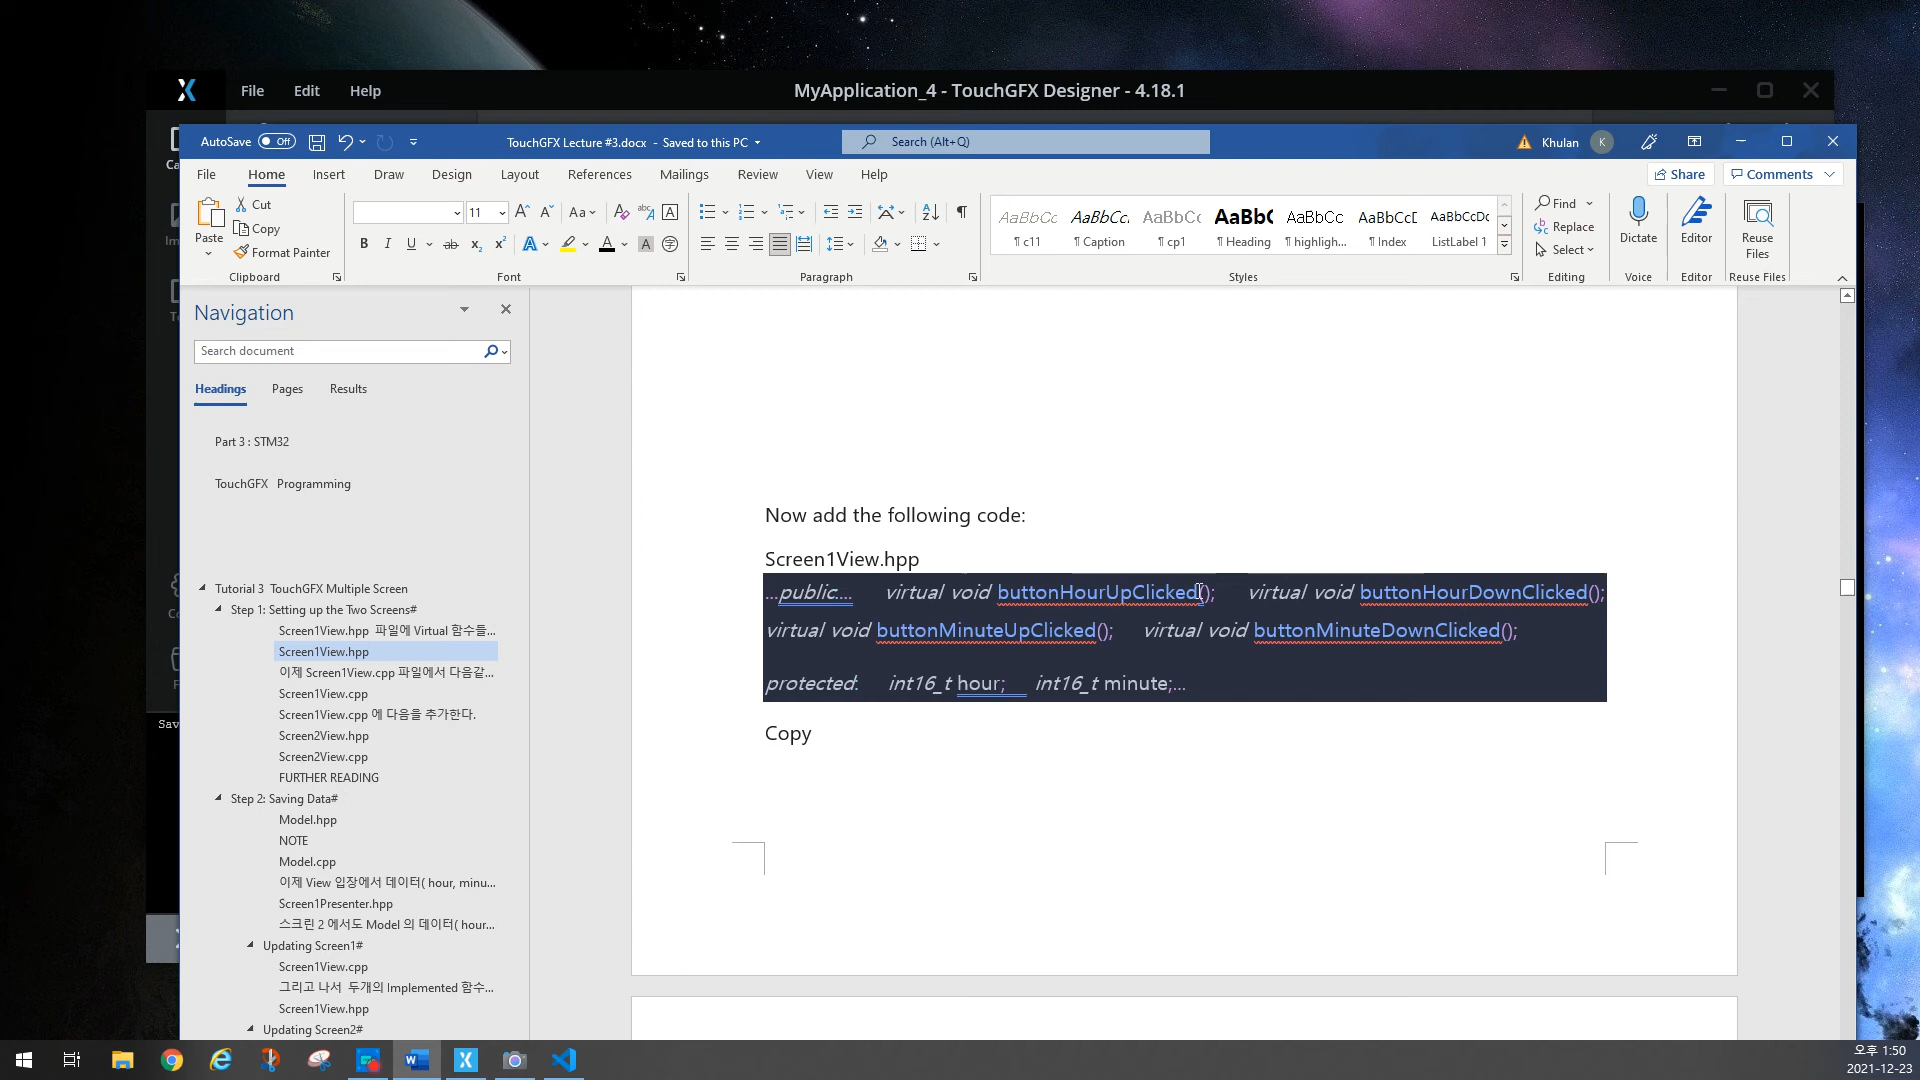 File Edit Help
MyApplication_4 - TouchGFX Designer - 4.18.1
AutoSave Off
TouchGFX Lecture #3.docx - Saved to this PC
Search (Alt+Q)
Khulan K
File Home Insert Draw Design Layout References Mailings Review View Help
Share Comments
Paste
Cut
Copy
Format Painter
11
Aa
B I U ab x₂ x² A
AaBbCc AaBbCc AaBbCc AaBbC AaBbCc AaBbCcD AaBbCcDc
¶ c11 ¶ Caption ¶ cp1 ¶ Heading ¶ highligh... ¶ Index ListLabel 1
Find
Replace
Select
Dictate
Editor
Reuse
Files
Clipboard Font Paragraph Styles Editing Voice Editor Reuse Files
Navigation
Search document
Headings Pages Results
Part 3 : STM32
TouchGFX Programming
Tutorial 3 TouchGFX Multiple Screen
Step 1: Setting up the Two Screens#
Screen1View.hpp 파일에 Virtual 함수들...
Screen1View.hpp
이제 Screen1View.cpp 파일에서 다음같...
Screen1View.cpp
Screen1View.cpp 에 다음을 추가한다.
Screen2View.hpp
Screen2View.cpp
FURTHER READING
Step 2: Saving Data#
Model.hpp
NOTE
Model.cpp
이제 View 입장에서 데이터( hour, minu...
Screen1Presenter.hpp
스크린 2 에서도 Model 의 데이터( hour...
Updating Screen1#
Screen1View.cpp
그리고 나서 두개의 Implemented 함수...
Screen1View.hpp
Updating Screen2#
Now add the following code:
Screen1View.hpp
...public:... virtual void buttonHourUpClicked(); virtual void buttonHourDownClicked();
virtual void buttonMinuteUpClicked(); virtual void buttonMinuteDownClicked();
protected: int16_t hour; int16_t minute;...
Copy
Sav
오후 1:50
2021-12-23